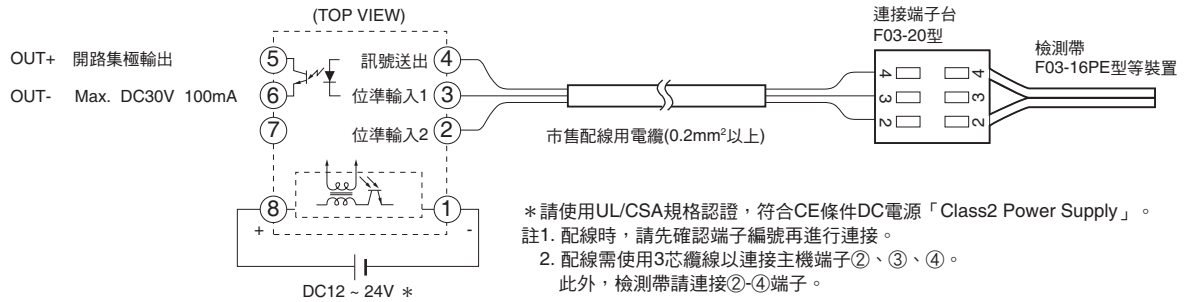 (TOP VIEW)
OUT+ 開路集極輸出
OUT- Max. DC30V 100mA
5
6
7
8
訊號送出 4
位準輸入1 3
位準輸入2 2
1
+
-
DC12 ~ 24V ＊
市售配線用電纜(0.2mm²以上)
連接端子台
F03-20型
4 4
3 3
2 2
檢測帶
F03-16PE型等裝置
＊請使用UL/CSA規格認證，符合CE條件DC電源「Class2 Power Supply」。
註1. 配線時，請先確認端子編號再進行連接。
2. 配線需使用3芯纜線以連接主機端子②、③、④。
此外，檢測帶請連接②-④端子。